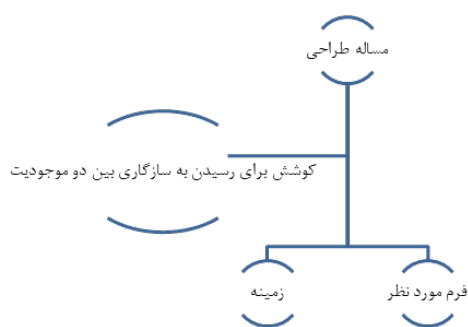 مساله طراحی
کوشش برای رسیدن به سازگاری بین دو موجودیت
فرم مورد نظر
زمینه